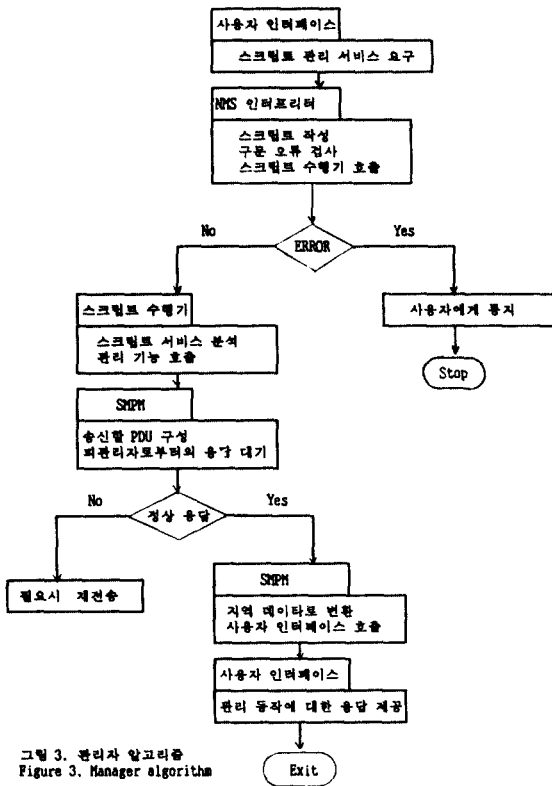 사용자 인터페이스
스크립트 관리 서비스 요구
NMS 인터프리터
스크립트 작성
구문 오류 검사
스크립트 수행기 호출
No
Yes
ERROR
스크립트 수행기
스크립트 서비스 분석
관리 기능 호출
사용자에게 통지
Stop
SMPM
송신할 PDU 구성
피관리자로부터의 응답 대기
No
Yes
정상 응답
필요시 재전송
SMPM
지역 데이타로 변환
사용자 인터페이스 호출
사용자 인터페이스
관리 동작에 대한 응답 제공
그림 3. 관리자 알고리즘
Figure 3. Manager algorithm
Exit